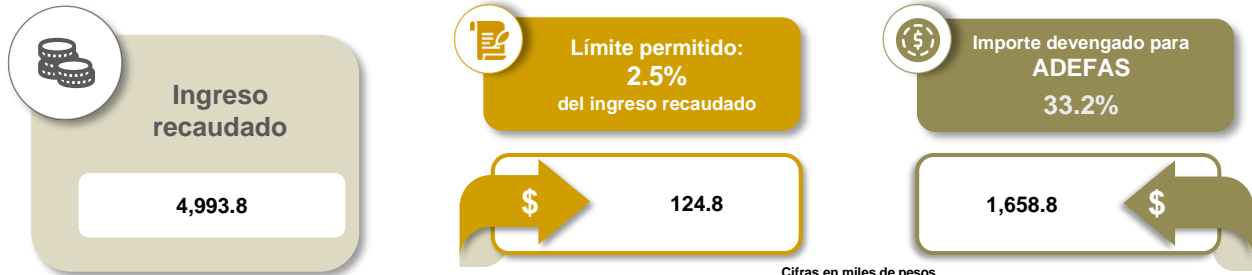 Ingreso
recaudado
4,993.8
Límite permitido:
2.5%
del ingreso recaudado
$
124.8
Importe devengado para
ADEFAS
33.2%
1,658.8
$
Cifras en miles de pesos